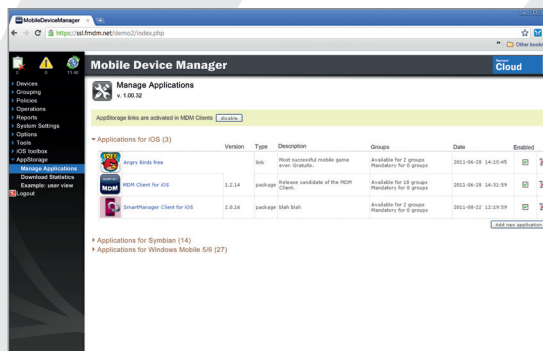 MobileDeviceManager
https://ssl.fmdm.net/demo2/index.php
Other book
0 0 11:40
Mobile Device Manager
Cloud
Manage Applications
v. 1.00.32
AppStorage links are activated in MDM Clients disable
Devices
Grouping
Policies
Operations
Reports
System Settings
Options
Tools
iOS toolbox
AppStorage
Manage Applications
Download Statistics
Example: user view
Logout
Applications for iOS (3)
Version Type Description Groups Date Enabled
Angry Birds free link Most successful mobile game ever. Gratuito. Available for 2 groups Mandatory for 0 groups 2011-06-28 14:10:45
MDM Client for iOS 1.2.14 package Release candidate of the MDM Client. Available for 18 groups Mandatory for 0 groups 2011-06-28 14:31:59
SmartManager Client for iOS 2.0.16 package blah blah Available for 2 groups Mandatory for 0 groups 2011-08-22 12:19:59
Add new application
Applications for Symbian (14)
Applications for Windows Mobile 5/6 (27)